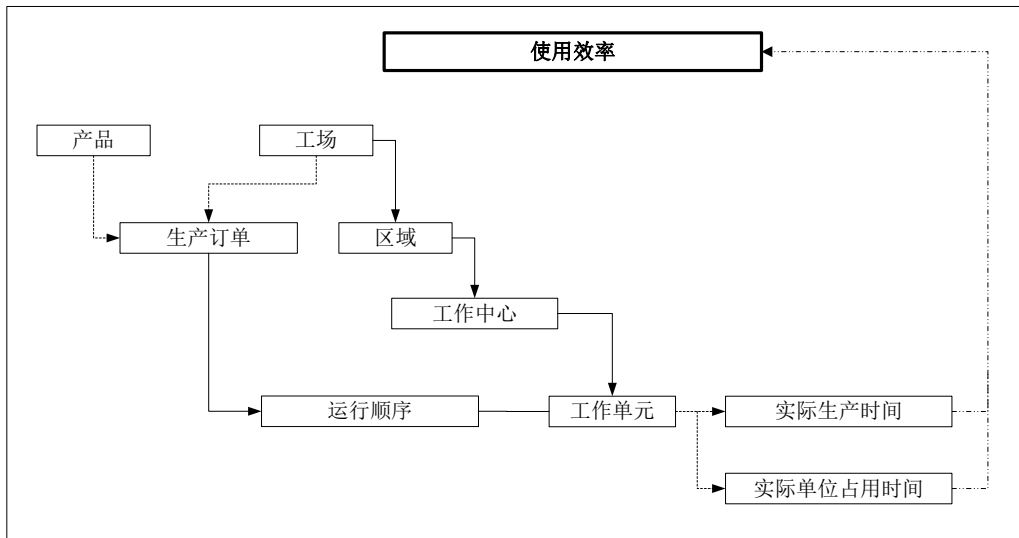 使用效率
产品
工场
生产订单
区域
工作中心
运行顺序
工作单元
实际生产时间
实际单位占用时间